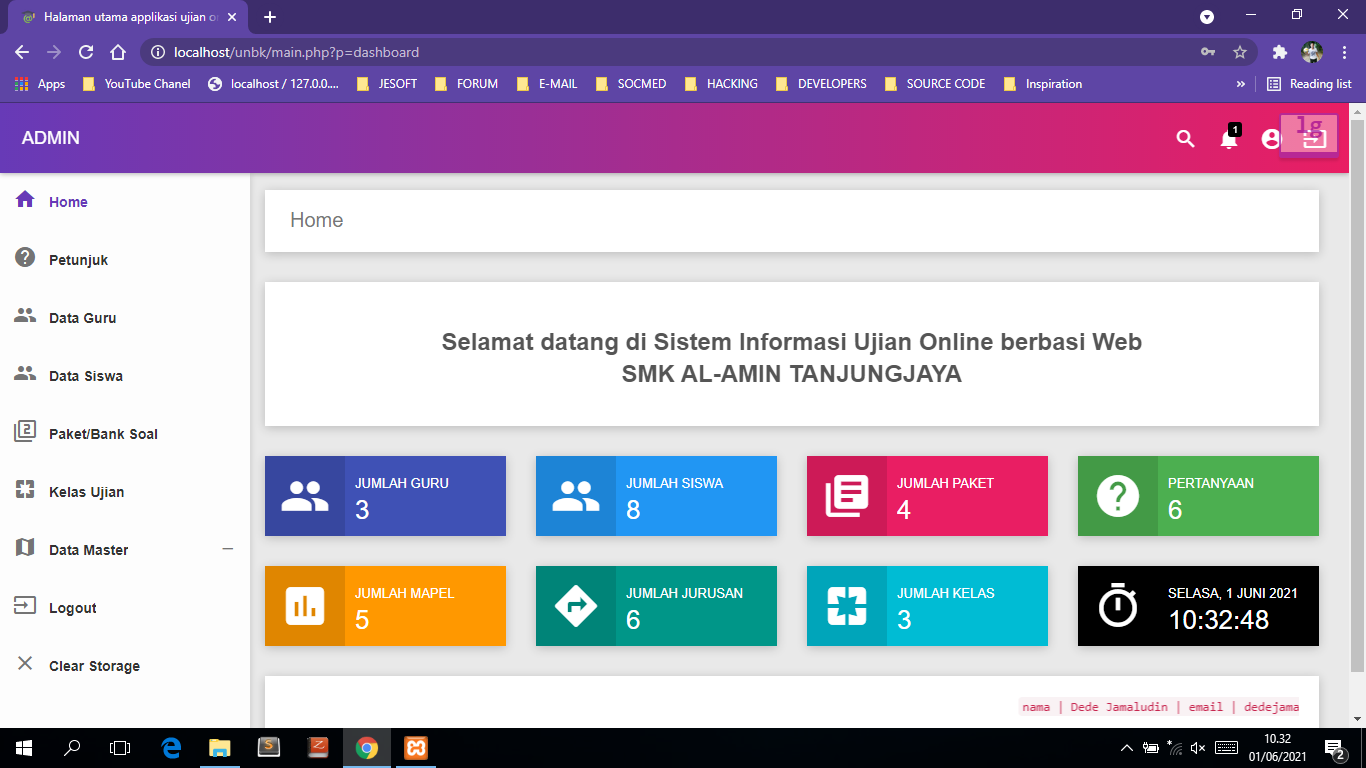 Halaman utama applikasi ujian o
localhost/unbk/main.php?p=dashboard
Apps
YouTube Chanel
localhost / 127.0.0....
JESOFT
FORUM
E-MAIL
SOCMED
HACKING
DEVELOPERS
SOURCE CODE
Inspiration
»
Reading list
ADMIN
1
lg
Home
Petunjuk
Data Guru
Data Siswa
2
Paket/Bank Soal
Kelas Ujian
Data Master
Logout
Clear Storage
Home
Selamat datang di Sistem Informasi Ujian Online berbasi Web
SMK AL-AMIN TANJUNGJAYA
JUMLAH GURU
3
JUMLAH SISWA
8
JUMLAH PAKET
4
PERTANYAAN
6
JUMLAH MAPEL
5
JUMLAH JURUSAN
6
JUMLAH KELAS
3
SELASA, 1 JUNI 2021
10:32:48
nama | Dede Jamaludin | email | dedejama
10.32
01/06/2021
2